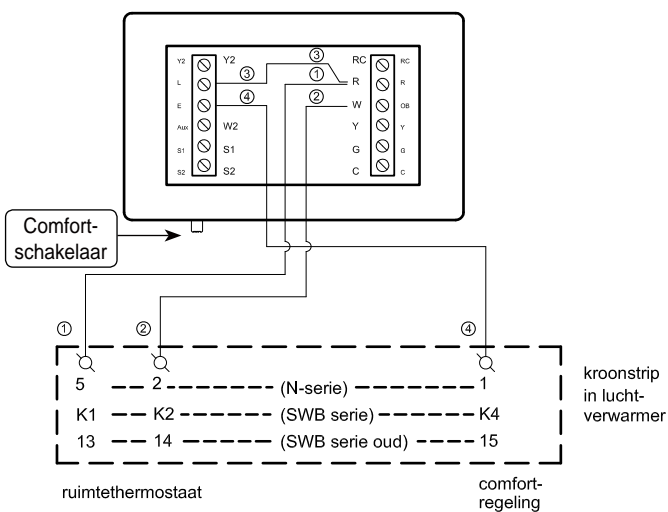 Y2 Y2 ③ RC RC
L ③ ① R R
E ④ ② W OB
Aux W2 Y Y
S1 S1 G G
S2 S2 C C
Comfort-
schakelaar
① ② ④
5 2 (N-serie) 1
K1 K2 (SWB serie) K4
13 14 (SWB serie oud) 15
kroonstrip
in lucht-
verwarmer
ruimtethermostaat
comfort-
regeling